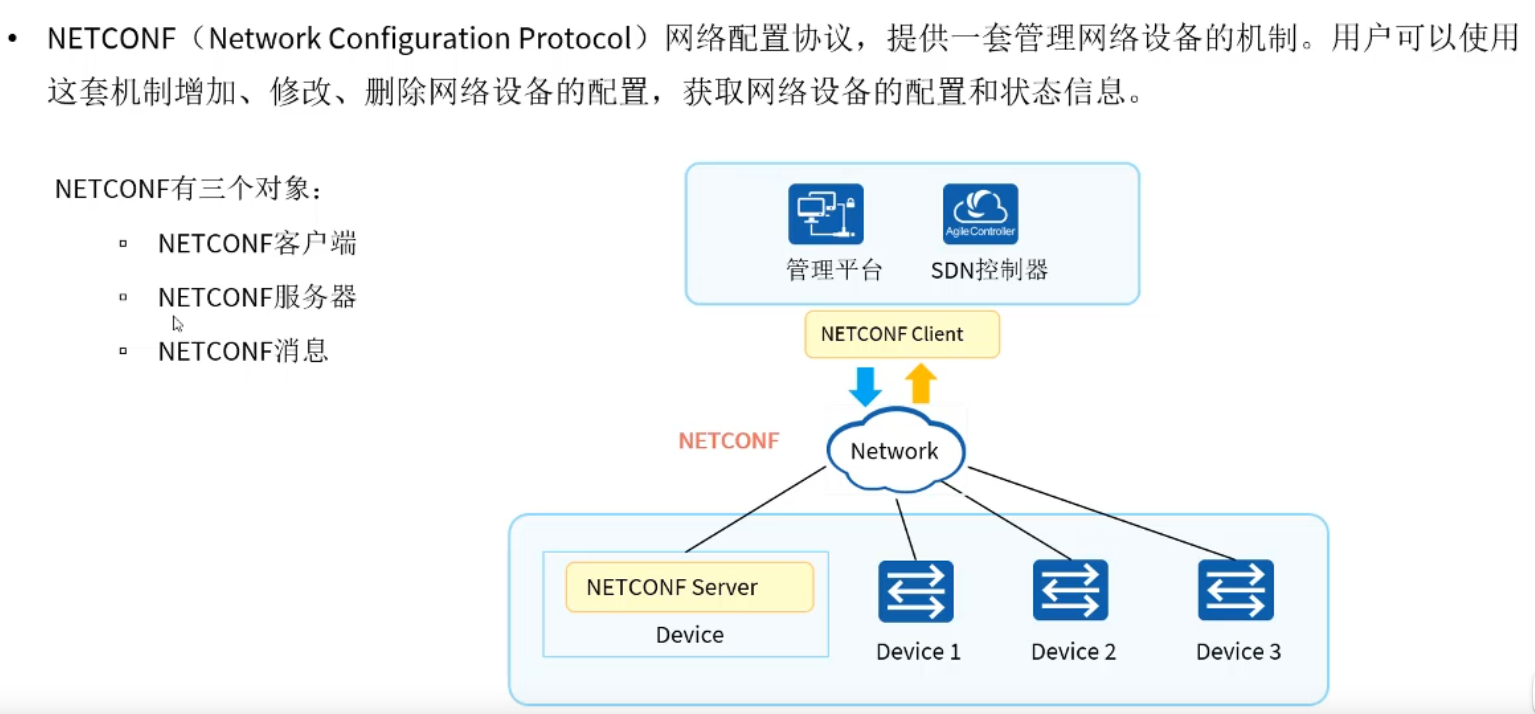 • NETCONF（Network Configuration Protocol）网络配置协议，提供一套管理网络设备的机制。用户可以使用
这套机制增加、修改、删除网络设备的配置，获取网络设备的配置和状态信息。
NETCONF有三个对象：
▫ NETCONF客户端
▫ NETCONF服务器
▫ NETCONF消息
AgileController
管理平台
SDN控制器
NETCONF Client
NETCONF
Network
NETCONF Server
Device
Device 1
Device 2
Device 3